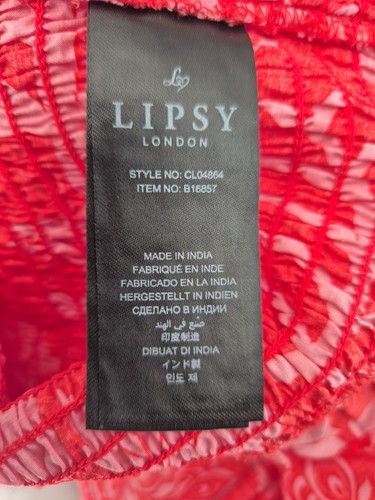 LIPSY
LONDON
STYLE NO: CL04864
ITEM NO: B16857
MADE IN INDIA
FABRIQUÉ EN INDE
FABRICADO EN LA INDIA
HERGESTELLT IN INDIEN
СДЕЛАНО В ИНДИИ
صُنع في الهند
印度制造
DIBUAT DI INDIA
インド製
인도 제